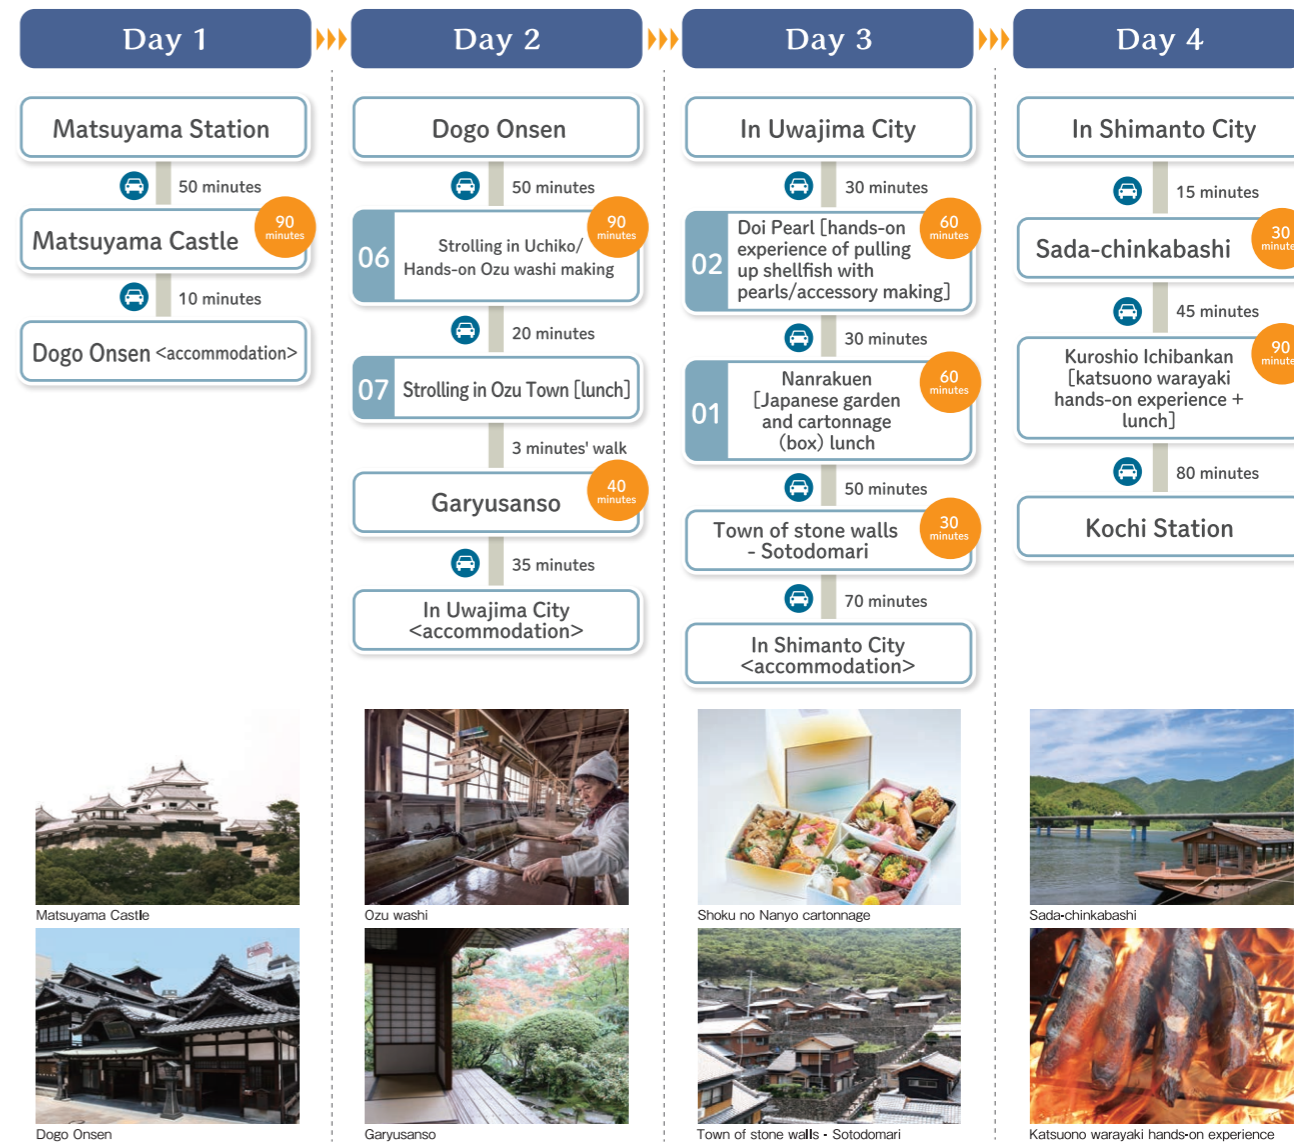 Day 1
Matsuyama Station
50 minutes
Matsuyama Castle
90
minutes
10 minutes
Dogo Onsen <accommodation>
Matsuyama Castle
Dogo Onsen
Day 2
Dogo Onsen
50 minutes
06
Strolling in Uchiko/
Hands-on Ozu washi making
90
minutes
20 minutes
07
Strolling in Ozu Town [lunch]
3 minutes' walk
Garyusanso
40
minutes
35 minutes
In Uwajima City
<accommodation>
Ozu washi
Garyusanso
Day 3
In Uwajima City
30 minutes
02
Doi Pearl [hands-on
experience of pulling
up shellfish with
pearls/accessory making]
60
minutes
30 minutes
01
Nanrakuen
[Japanese garden
and cartonnage
(box) lunch
60
minutes
50 minutes
Town of stone walls
- Sotodomari
30
minutes
70 minutes
In Shimanto City
<accommodation>
Shoku no Nanyo cartonnage
Town of stone walls - Sotodomari
Day 4
In Shimanto City
15 minutes
Sada-chinkabashi
30
minute
45 minutes
Kuroshio Ichibankan
[katsuono warayaki
hands-on experience +
lunch]
90
minute
80 minutes
Kochi Station
Sada-chinkabashi
Katsuono warayaki hands-on experience